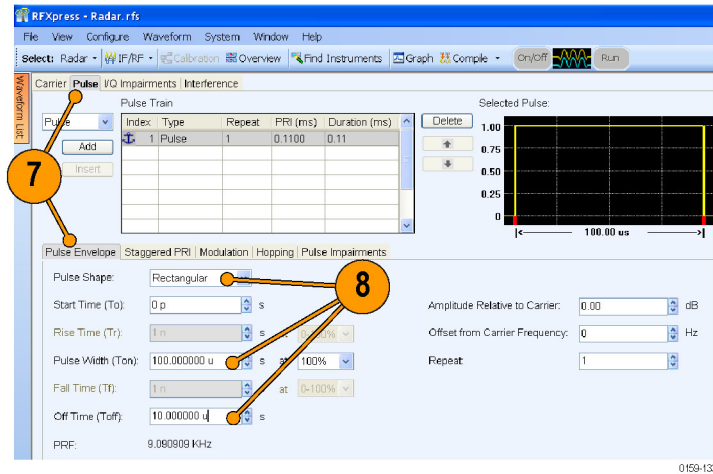 RFXpress - Radar.rfs
File View Configure Waveform System Window Help
Select: Radar IF/RF Calibration Overview Find Instruments Graph Compile On/Off Run
Waveform List:
Carrier Pulse I/Q Impairments Interference
Pulse Train
Selected Pulse:
Pulse
Index Type Repeat PRI (ms) Duration (ms)
1 Pulse 1 0.1100 0.11
Add
Insert
Delete
1.00
0.75
0.50
0.25
0
|<—— 100.00 us ——>|
7
Pulse Envelope Staggered PRI Modulation Hopping Pulse Impairments
8
Pulse Shape: Rectangular
Start Time (To): 0 p s
Amplitude Relative to Carrier: 0.00 dB
Rise Time (Tr): 1 n s 0-100%
Offset from Carrier Frequency: 0 Hz
Pulse Width (Ton): 100.000000 u s at 100%
Repeat: 1
Fall Time (Tf): 1 n at 0-100%
Off Time (Toff): 10.000000 u s
PRF: 9.090909 KHz